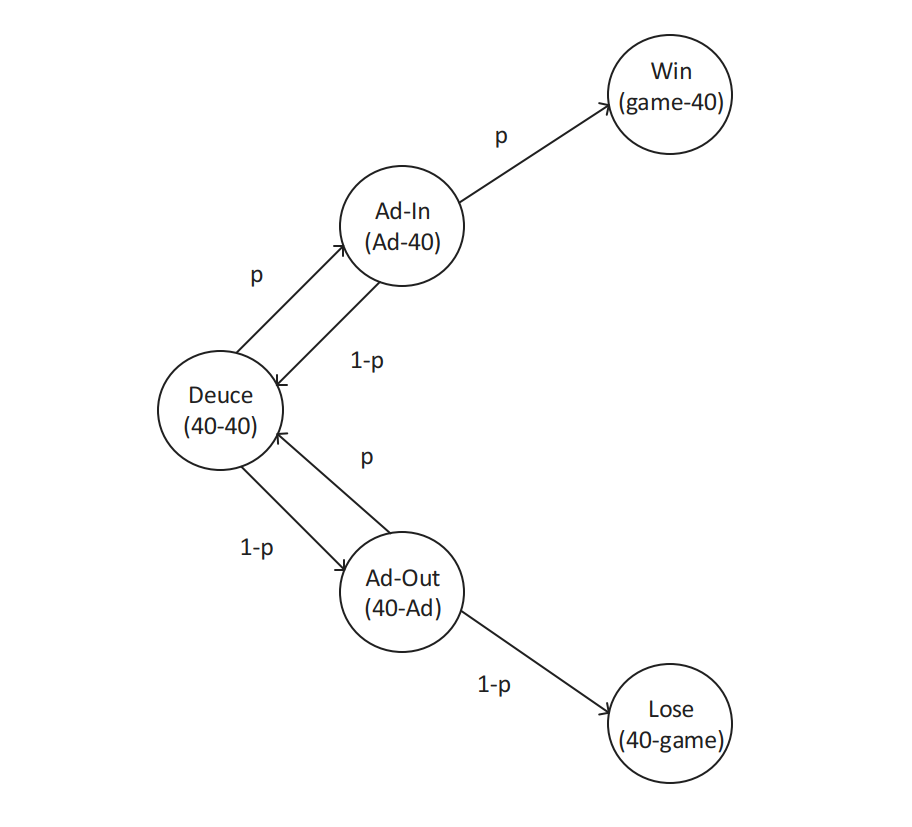 Win
(game-40)
p
Ad-In
(Ad-40)
p
1-p
Deuce
(40-40)
p
1-p
Ad-Out
(40-Ad)
1-p
Lose
(40-game)